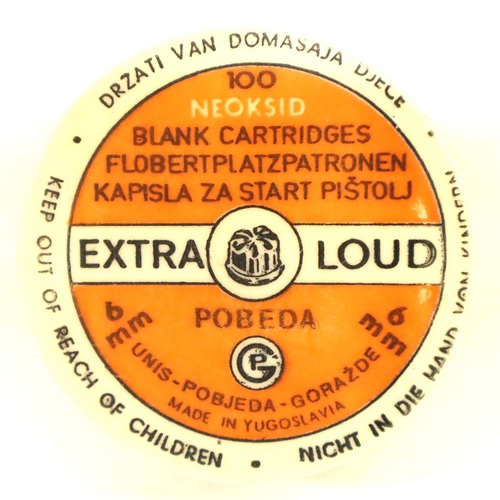 DRZATI VAN DOMASAJA DJECE
100
NEOKSID
BLANK CARTRIDGES
FLOBERTPLATZPATRONEN
KAPISLA ZA START PIŠTOLJ
EXTRA LOUD
POBEDA
6 mm
6 mm
PG
UNIS-POBJEDA-GORAŽDE
MADE IN YUGOSLAVIA
KEEP OUT OF REACH OF CHILDREN
NICHT IN DIE HAND VON KINDERN